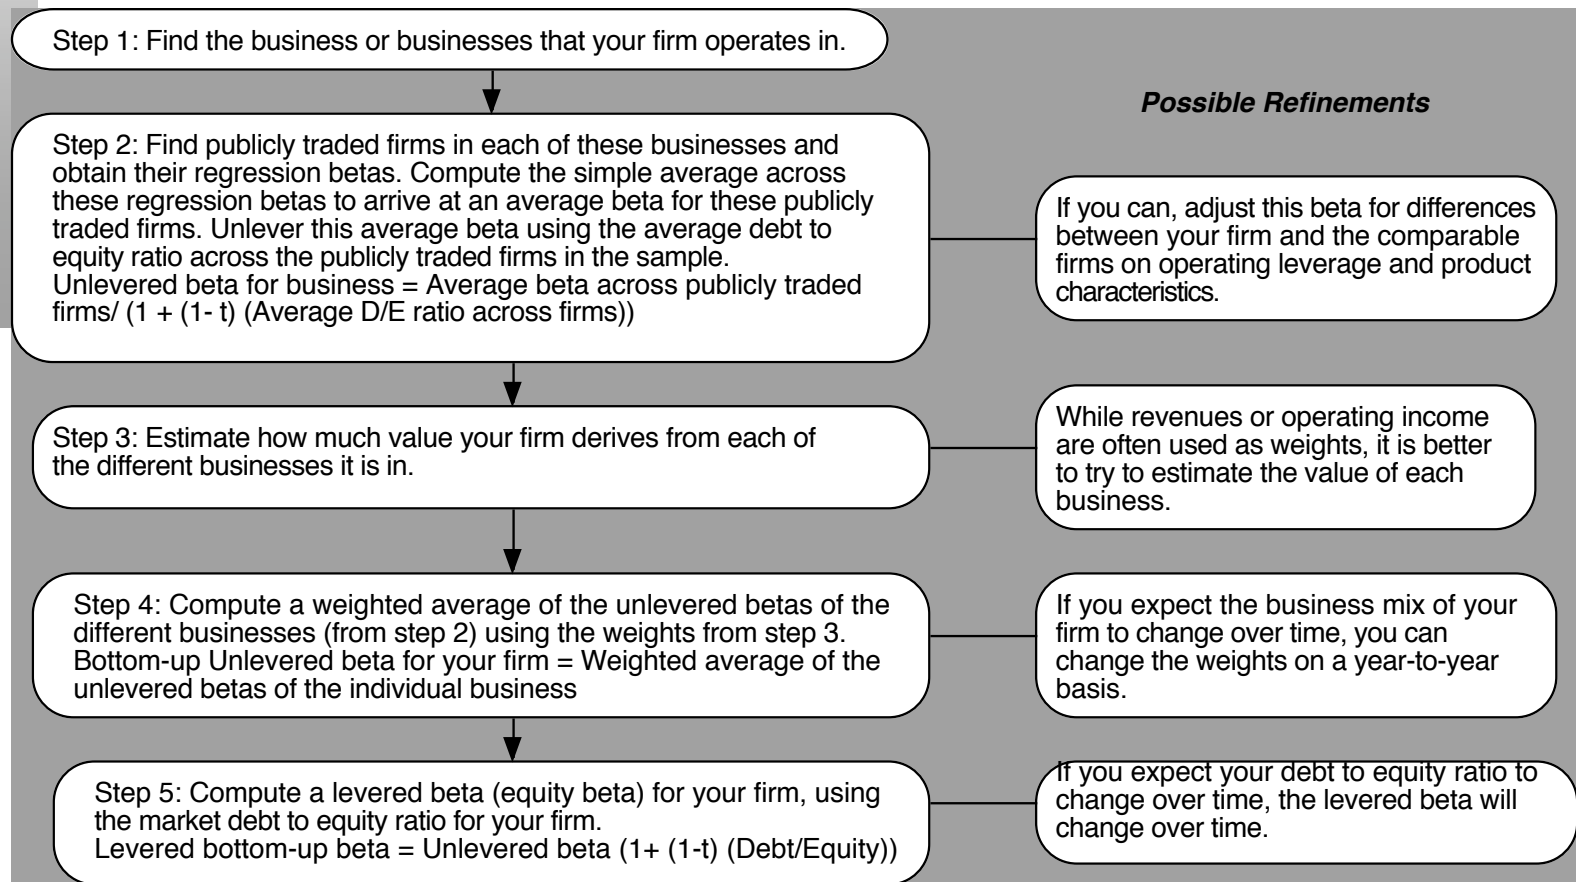 Step 1: Find the business or businesses that your firm operates in.
Possible Refinements
Step 2: Find publicly traded firms in each of these businesses and
obtain their regression betas. Compute the simple average across
these regression betas to arrive at an average beta for these publicly
traded firms. Unlever this average beta using the average debt to
equity ratio across the publicly traded firms in the sample.
Unlevered beta for business = Average beta across publicly traded
firms/ (1 + (1- t) (Average D/E ratio across firms))
If you can, adjust this beta for differences
between your firm and the comparable
firms on operating leverage and product
characteristics.
Step 3: Estimate how much value your firm derives from each of
the different businesses it is in.
While revenues or operating income
are often used as weights, it is better
to try to estimate the value of each
business.
Step 4: Compute a weighted average of the unlevered betas of the
different businesses (from step 2) using the weights from step 3.
Bottom-up Unlevered beta for your firm = Weighted average of the
unlevered betas of the individual business
If you expect the business mix of your
firm to change over time, you can
change the weights on a year-to-year
basis.
Step 5: Compute a levered beta (equity beta) for your firm, using
the market debt to equity ratio for your firm.
Levered bottom-up beta = Unlevered beta (1+ (1-t) (Debt/Equity))
If you expect your debt to equity ratio to
change over time, the levered beta will
change over time.